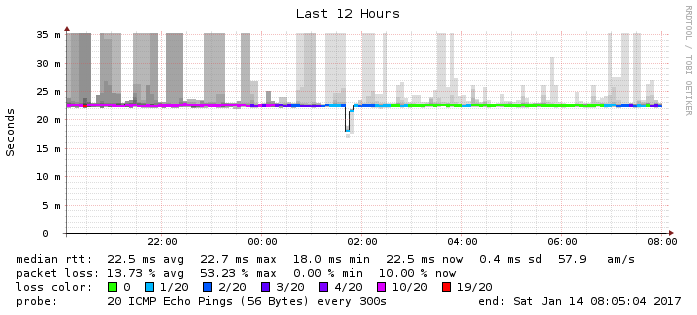 Last 12 Hours
RRDTOOL / TOBI OETIKER
35 m
30 m
25 m
20 m
15 m
10 m
5 m
0
Seconds
22:00 00:00 02:00 04:00 06:00 08:00
median rtt: 22.5 ms avg 22.7 ms max 18.0 ms min 22.5 ms now 0.4 ms sd 57.9 am/s
packet loss: 13.73 % avg 53.23 % max 0.00 % min 10.00 % now
loss color: 0 1/20 2/20 3/20 4/20 10/20 19/20
probe: 20 ICMP Echo Pings (56 Bytes) every 300s end: Sat Jan 14 08:05:04 2017